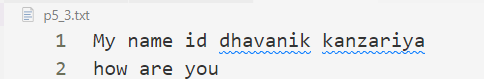 p5_3.txt
1 My name id dhavanik kanzariya
2 how are you